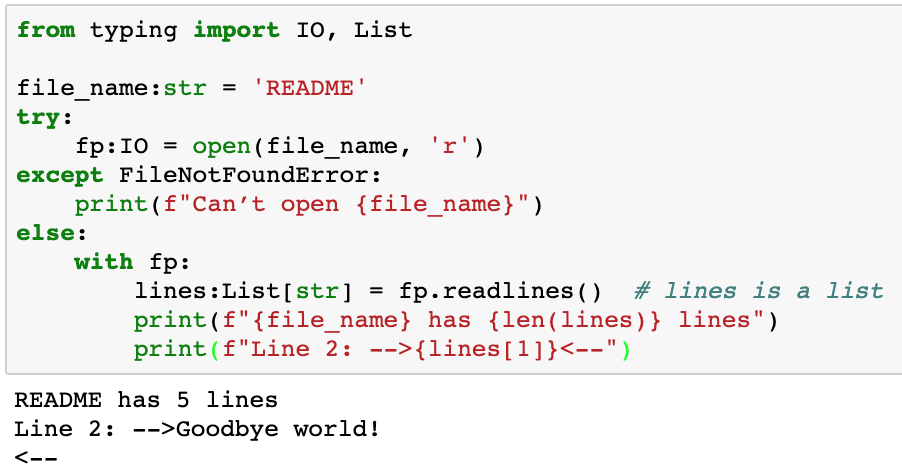 from typing import IO, List

file_name:str = 'README'
try:
    fp:IO = open(file_name, 'r')
except FileNotFoundError:
    print(f"Can’t open {file_name}")
else:
    with fp:
        lines:List[str] = fp.readlines()  # lines is a list
        print(f"{file_name} has {len(lines)} lines")
        print(f"Line 2: -->{lines[1]}<--")
README has 5 lines
Line 2: -->Goodbye world!
<--